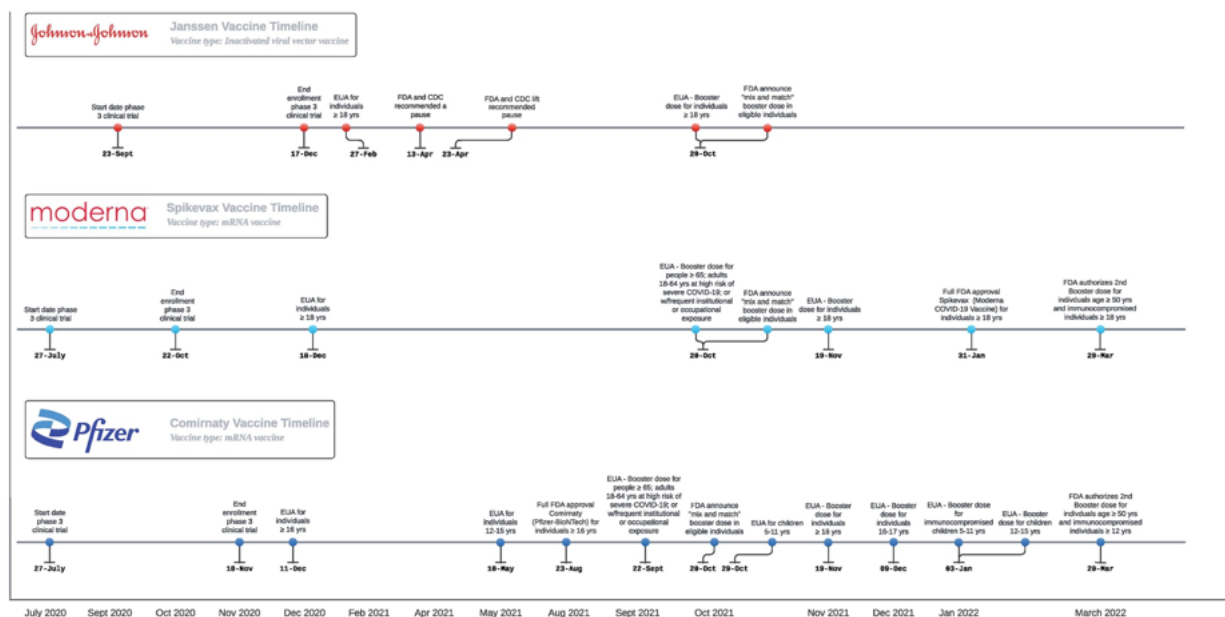 Johnson & Johnson
Janssen Vaccine Timeline
Vaccine type: Inactivated viral vector vaccine
Start date phase
3 clinical trial
23-Sept
End
enrollment
phase 3
clinical trial
17-Dec
EUA for
individuals
≥ 18 yrs
27-Feb
FDA and CDC
recommended a
pause
13-Apr
FDA and CDC lift
recommended
pause
23-Apr
EUA - Booster
dose for individuals
≥ 18 yrs
FDA announce
"mix and match"
booster dose in
eligible individuals
20-Oct
moderna
Spikevax Vaccine Timeline
Vaccine type: mRNA vaccine
Start date phase
3 clinical trial
27-July
End
enrollment
phase 3
clinical trial
22-Oct
EUA for
individuals
≥ 18 yrs
18-Dec
EUA - Booster dose for
people ≥ 65; adults
18-64 yrs at high risk of
severe COVID-19; or
w/frequent institutional
or occupational
exposure
FDA announce
"mix and match"
booster dose in
eligible individuals
20-Oct
EUA - Booster
dose for individuals
≥ 18 yrs
19-Nov
Full FDA approval
Spikevax (Moderna
COVID-19 Vaccine) for
individuals ≥ 18 yrs
31-Jan
FDA authorizes 2nd
Booster dose for
individuals age ≥ 50 yrs
and immunocompromised
individuals ≥ 18 yrs
29-Mar
Pfizer
Comirnaty Vaccine Timeline
Vaccine type: mRNA vaccine
Start date
phase 3
clinical trial
27-July
End
enrollment
phase 3
clinical trial
18-Nov
EUA for
individuals
≥ 16 yrs
11-Dec
EUA for
individuals
12-15 yrs
10-May
Full FDA approval
Comirnaty
(Pfizer-BioNTech) for
individuals ≥ 16 yrs
23-Aug
EUA - Booster dose for
people ≥ 65; adults
18-64 yrs at high risk of
severe COVID-19; or
w/frequent institutional
or occupational
exposure
22-Sept
FDA announce
"mix and match"
booster dose in
eligible individuals
20-Oct
EUA for children
5-11 yrs
29-Oct
EUA - Booster
dose for
individuals
≥ 18 yrs
19-Nov
EUA - Booster
dose for
individuals
16-17 yrs
09-Dec
EUA - Booster dose
for
immunocompromised
children 5-11 yrs
EUA - Booster
dose for children
12-15 yrs
03-Jan
FDA authorizes 2nd
Booster dose for
individuals age ≥ 50 yrs
and immunocompromised
individuals ≥ 12 yrs
29-Mar
July 2020 Sept 2020 Oct 2020 Nov 2020 Dec 2020 Feb 2021 Apr 2021 May 2021 Aug 2021 Sept 2021 Oct 2021 Nov 2021 Dec 2021 Jan 2022 March 2022